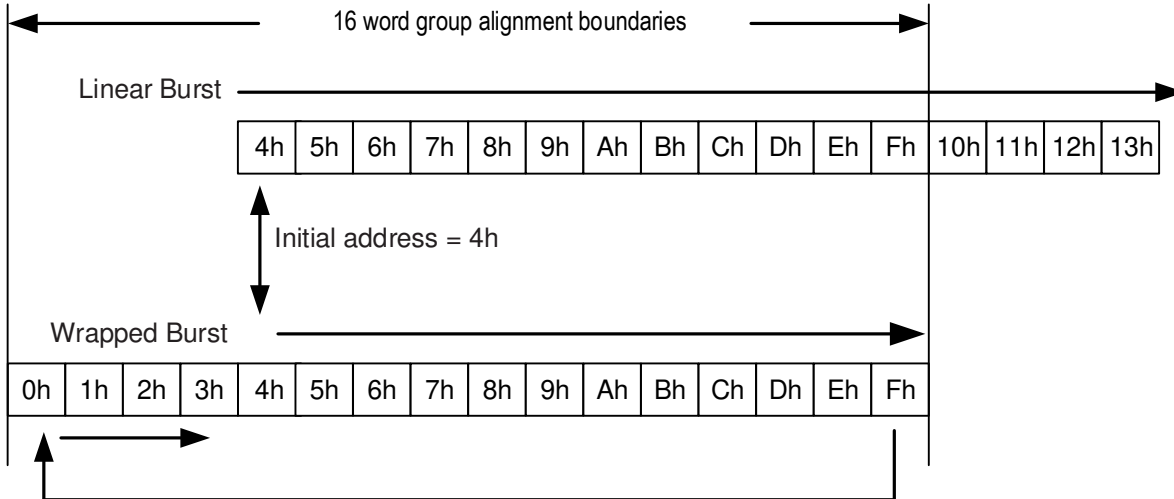 16 word group alignment boundaries
Linear Burst
4h 5h 6h 7h 8h 9h Ah Bh Ch Dh Eh Fh 10h 11h 12h 13h
Initial address = 4h
Wrapped Burst
0h 1h 2h 3h 4h 5h 6h 7h 8h 9h Ah Bh Ch Dh Eh Fh